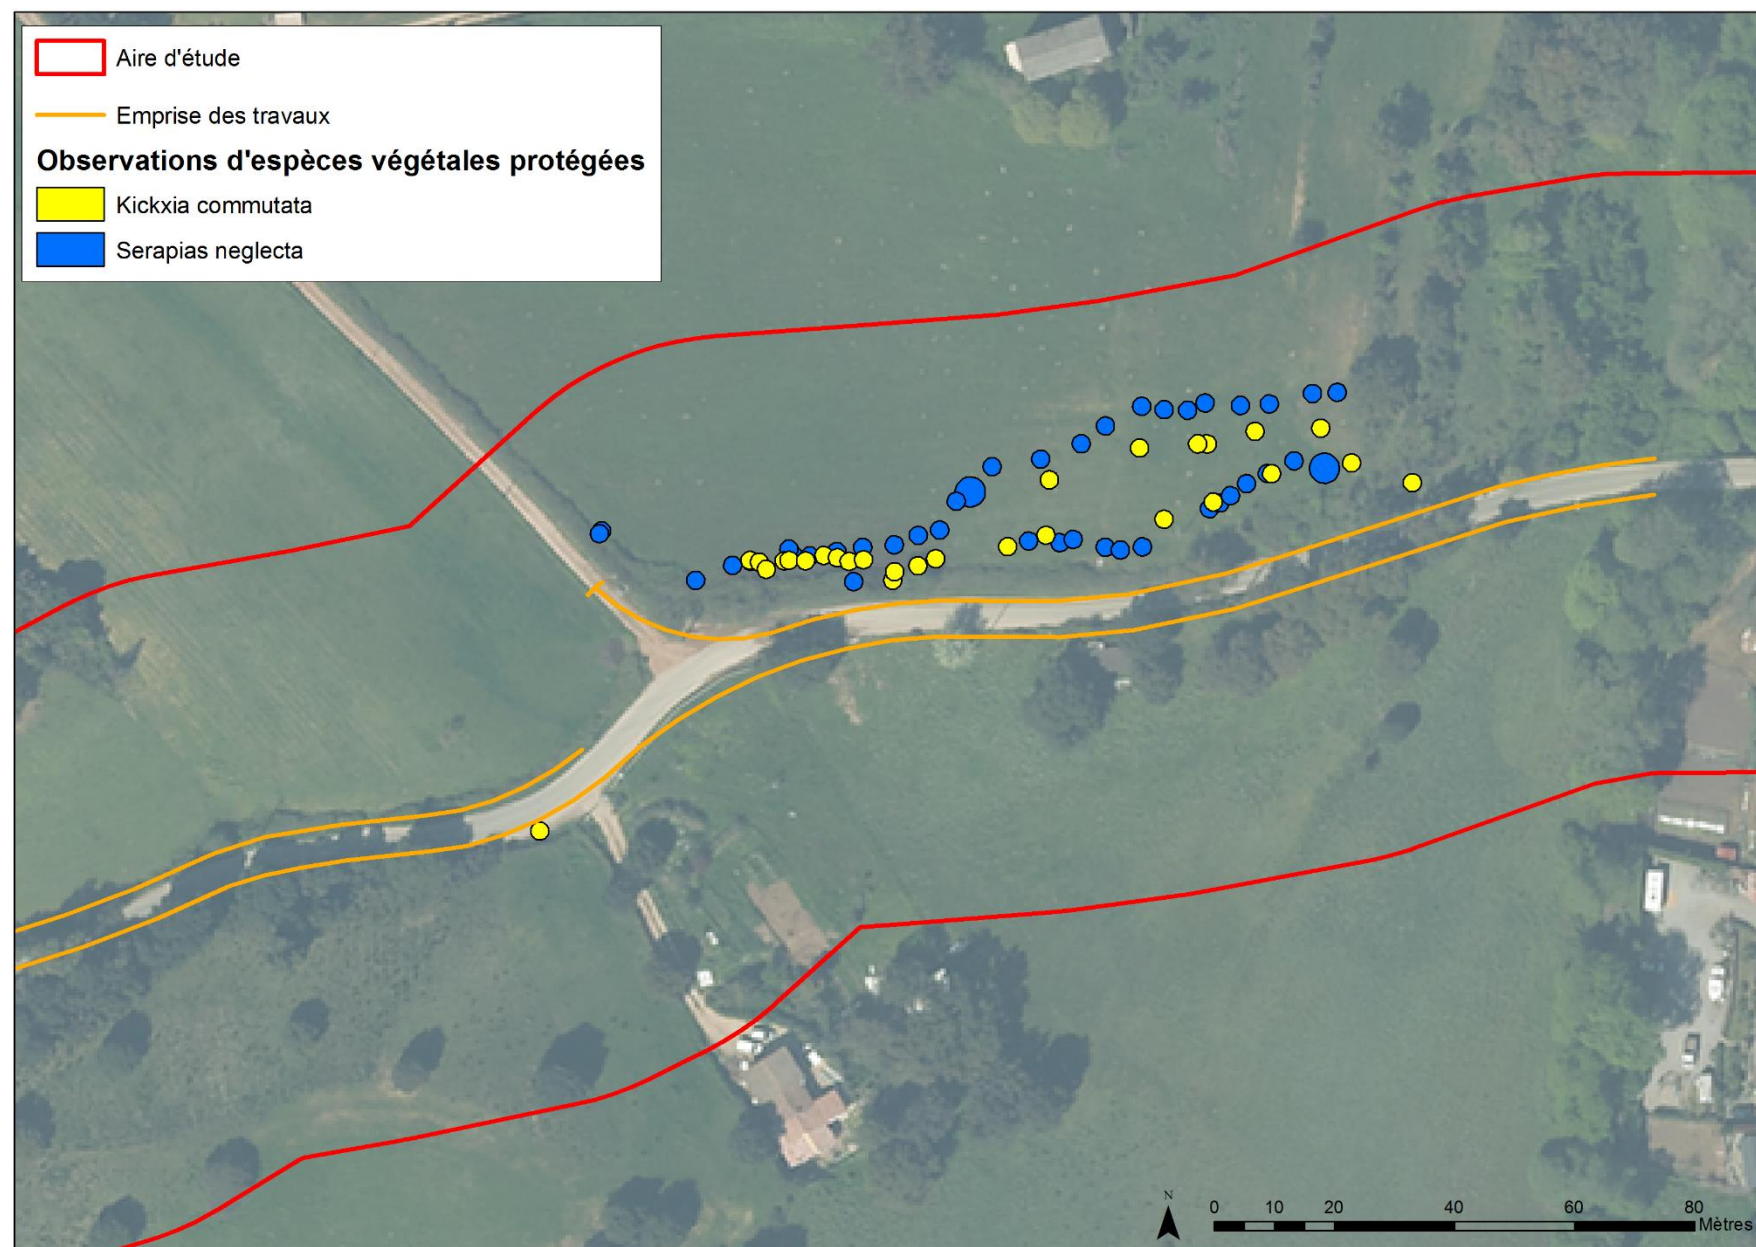 Aire d'étude
Emprise des travaux
Observations d'espèces végétales protégées
Kickxia commutata
Serapias neglecta
N
0 10 20 40 60 80
Mètres